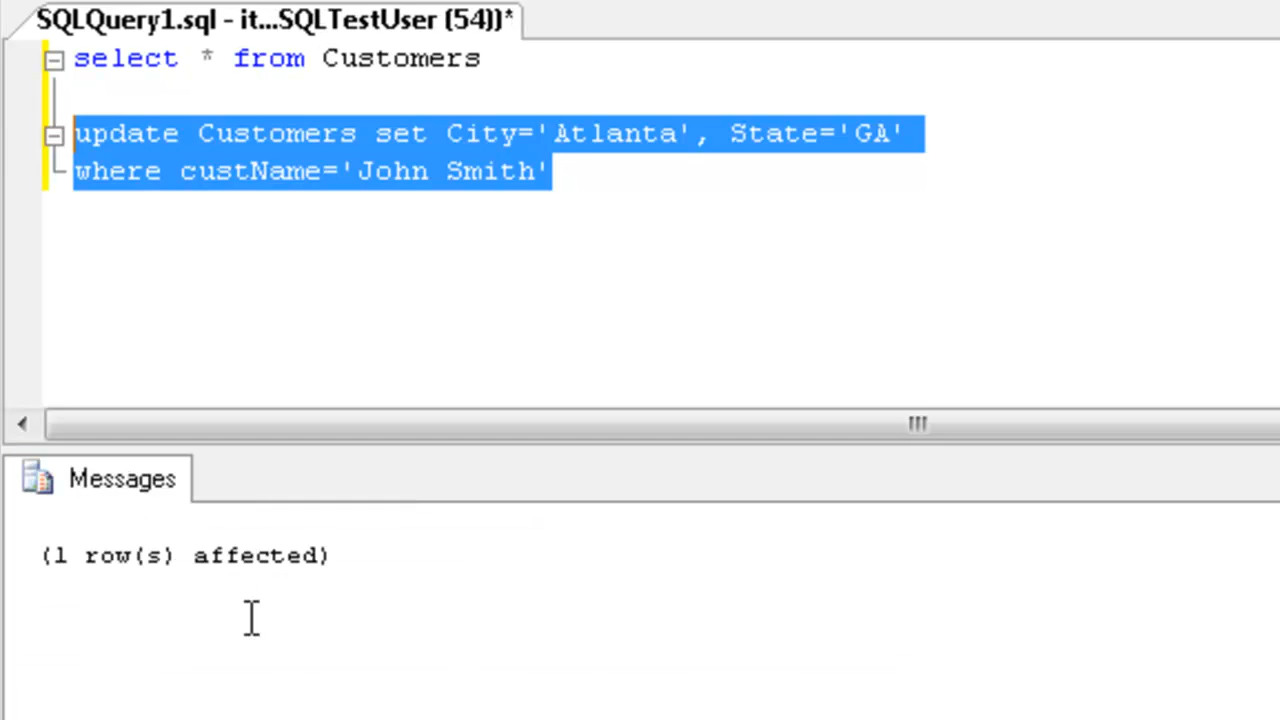 SQLQuery1.sql - it...SQLTestUser (54))*
select * from Customers
update Customers set City='Atlanta', State='GA'
where custName='John Smith'
Messages
(1 row(s) affected)